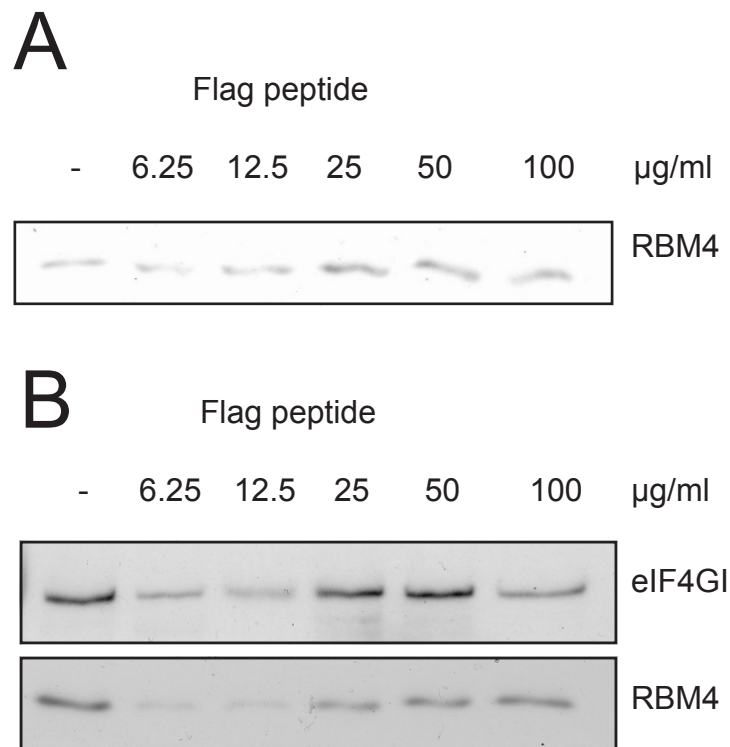 A
Flag peptide
- 6.25 12.5 25 50 100 µg/ml
RBM4
B
Flag peptide
- 6.25 12.5 25 50 100 µg/ml
eIF4GI
RBM4